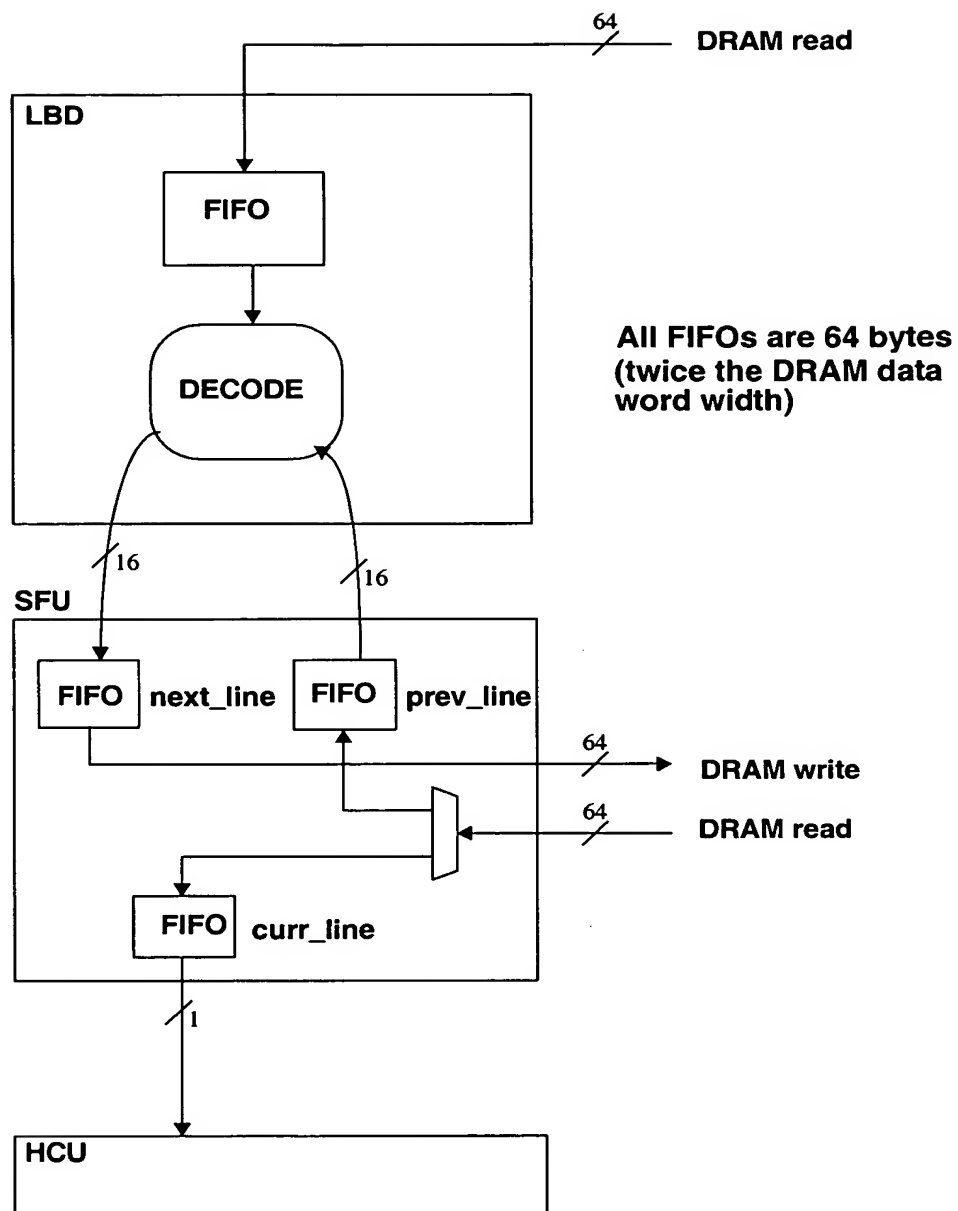 64
DRAM read
LBD
FIFO
DECODE
All FIFOs are 64 bytes
(twice the DRAM data
word width)
16
16
SFU
FIFO
next_line
FIFO
prev_line
64
DRAM write
64
DRAM read
FIFO
curr_line
1
HCU